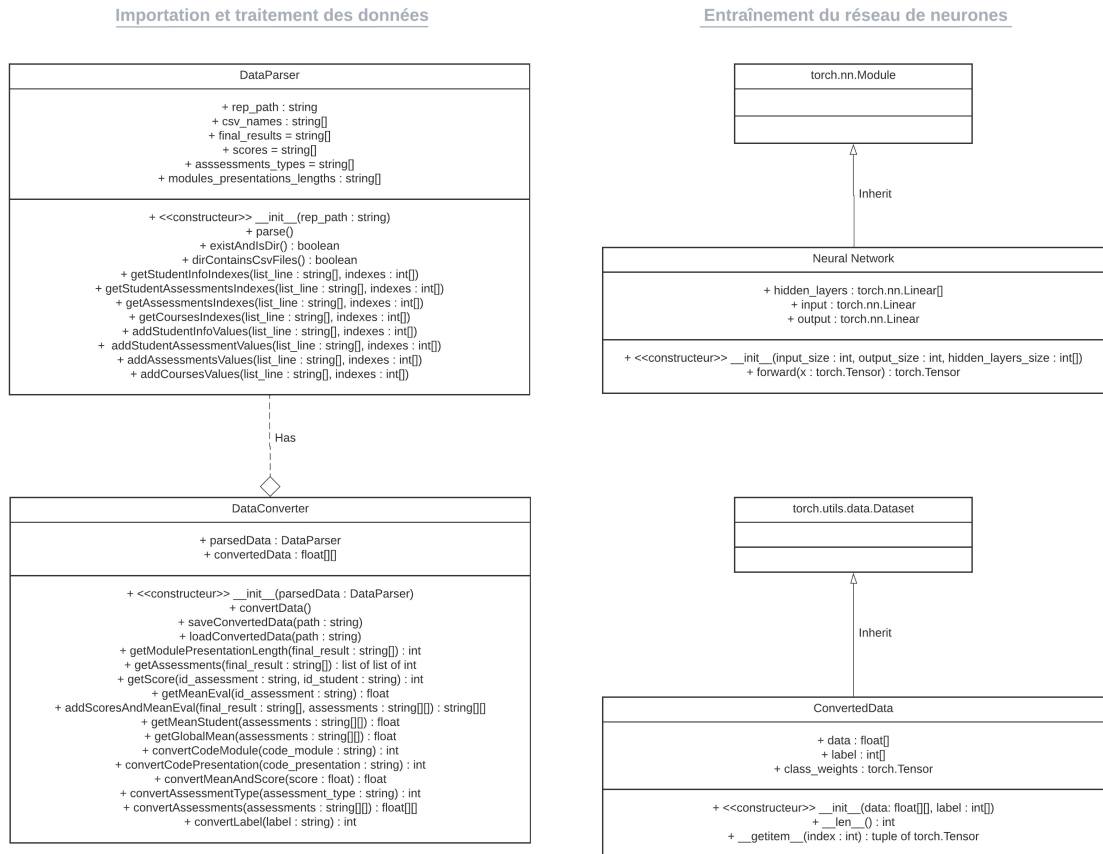 Importation et traitement des données
DataParser
+ rep_path : string
+ csv_names : string[]
+ final_results = string[]
+ scores = string[]
+ asssessments_types = string[]
+ modules_presentations_lengths : string[]
+ <<constructeur>> __init__(rep_path : string)
+ parse()
+ existAndIsDir() : boolean
+ dirContainsCsvFiles() : boolean
+ getStudentInfoIndexes(list_line : string[], indexes : int[])
+ getStudentAssessmentsIndexes(list_line : string[], indexes : int[])
+ getAssessmentsIndexes(list_line : string[], indexes : int[])
+ getCoursesIndexes(list_line : string[], indexes : int[])
+ addStudentInfoValues(list_line : string[], indexes : int[])
+ addStudentAssessmentValues(list_line : string[], indexes : int[])
+ addAssessmentsValues(list_line : string[], indexes : int[])
+ addCoursesValues(list_line : string[], indexes : int[])
Has
DataConverter
+ parsedData : DataParser
+ convertedData : float[][]
+ <<constructeur>> __init__(parsedData : DataParser)
+ convertData()
+ saveConvertedData(path : string)
+ loadConvertedData(path : string)
+ getModulePresentationLength(final_result : string[]) : int
+ getAssessments(final_result : string[]) : list of list of int
+ getScore(id_assessment : string, id_student : string) : int
+ getMeanEval(id_assessment : string) : float
+ addScoresAndMeanEval(final_result : string[], assessments : string[][]) : string[][]
+ getMeanStudent(assessments : string[][]) : float
+ getGlobalMean(assessments : string[][]) : float
+ convertCodeModule(code_module : string) : int
+ convertCodePresentation(code_presentation : string) : int
+ convertMeanAndScore(score : float) : float
+ convertAssessmentType(assessment_type : string) : int
+ convertAssessments(assessments : string[][]) : float[][]
+ convertLabel(label : string) : int
Entraînement du réseau de neurones
torch.nn.Module
Inherit
Neural Network
+ hidden_layers : torch.nn.Linear[]
+ input : torch.nn.Linear
+ output : torch.nn.Linear
+ <<constructeur>> __init__(input_size : int, output_size : int, hidden_layers_size : int[])
+ forward(x : torch.Tensor) : torch.Tensor
torch.utils.data.Dataset
Inherit
ConvertedData
+ data : float[]
+ label : int[]
+ class_weights : torch.Tensor
+ <<constructeur>> __init__(data: float[][], label : int[])
+ __len__() : int
+ __getitem__(index : int) : tuple of torch.Tensor